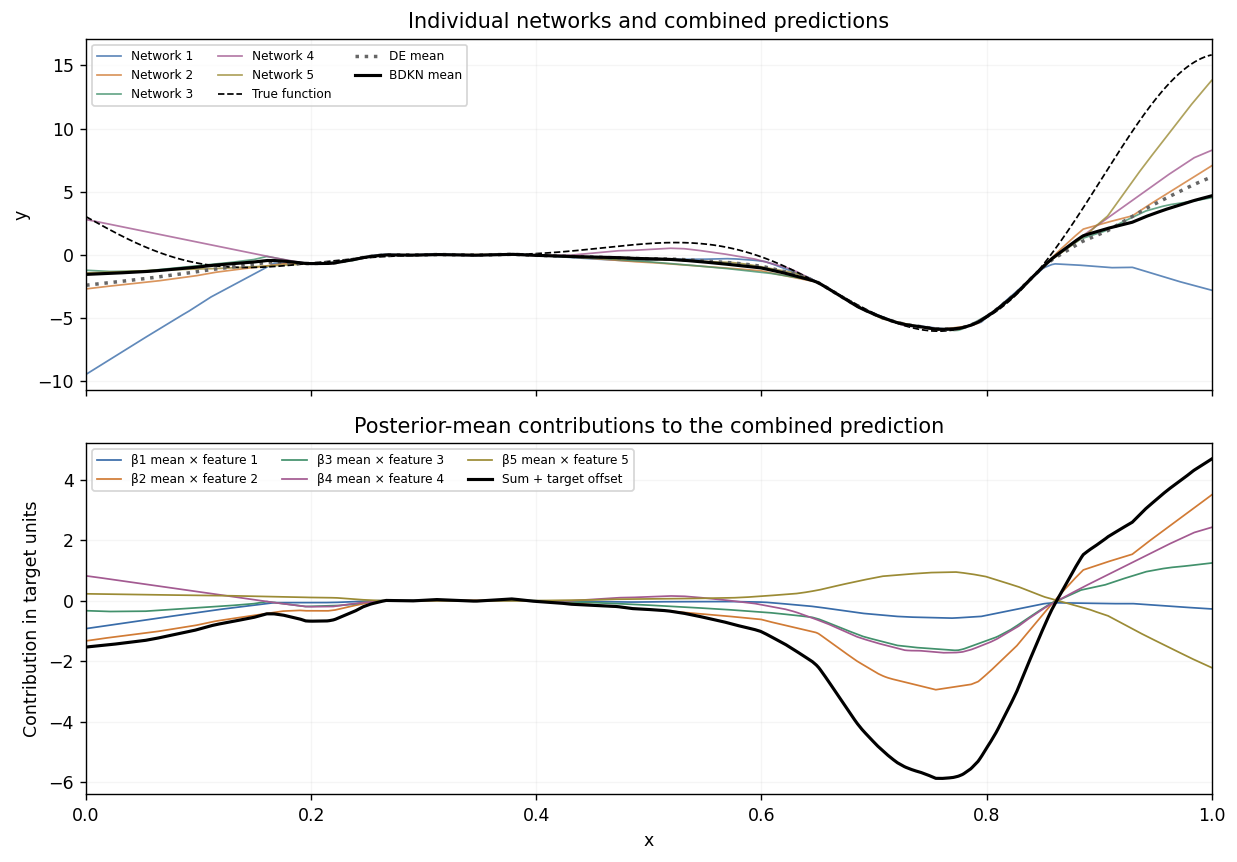 Individual networks and combined predictions
Network 1
Network 2
Network 3
Network 4
Network 5
True function
DE mean
BDKN mean
15
10
5
0
−5
−10
y
Posterior-mean contributions to the combined prediction
β1 mean × feature 1
β2 mean × feature 2
β3 mean × feature 3
β4 mean × feature 4
β5 mean × feature 5
Sum + target offset
4
2
0
−2
−4
−6
Contribution in target units
0.0 0.2 0.4 0.6 0.8 1.0
x